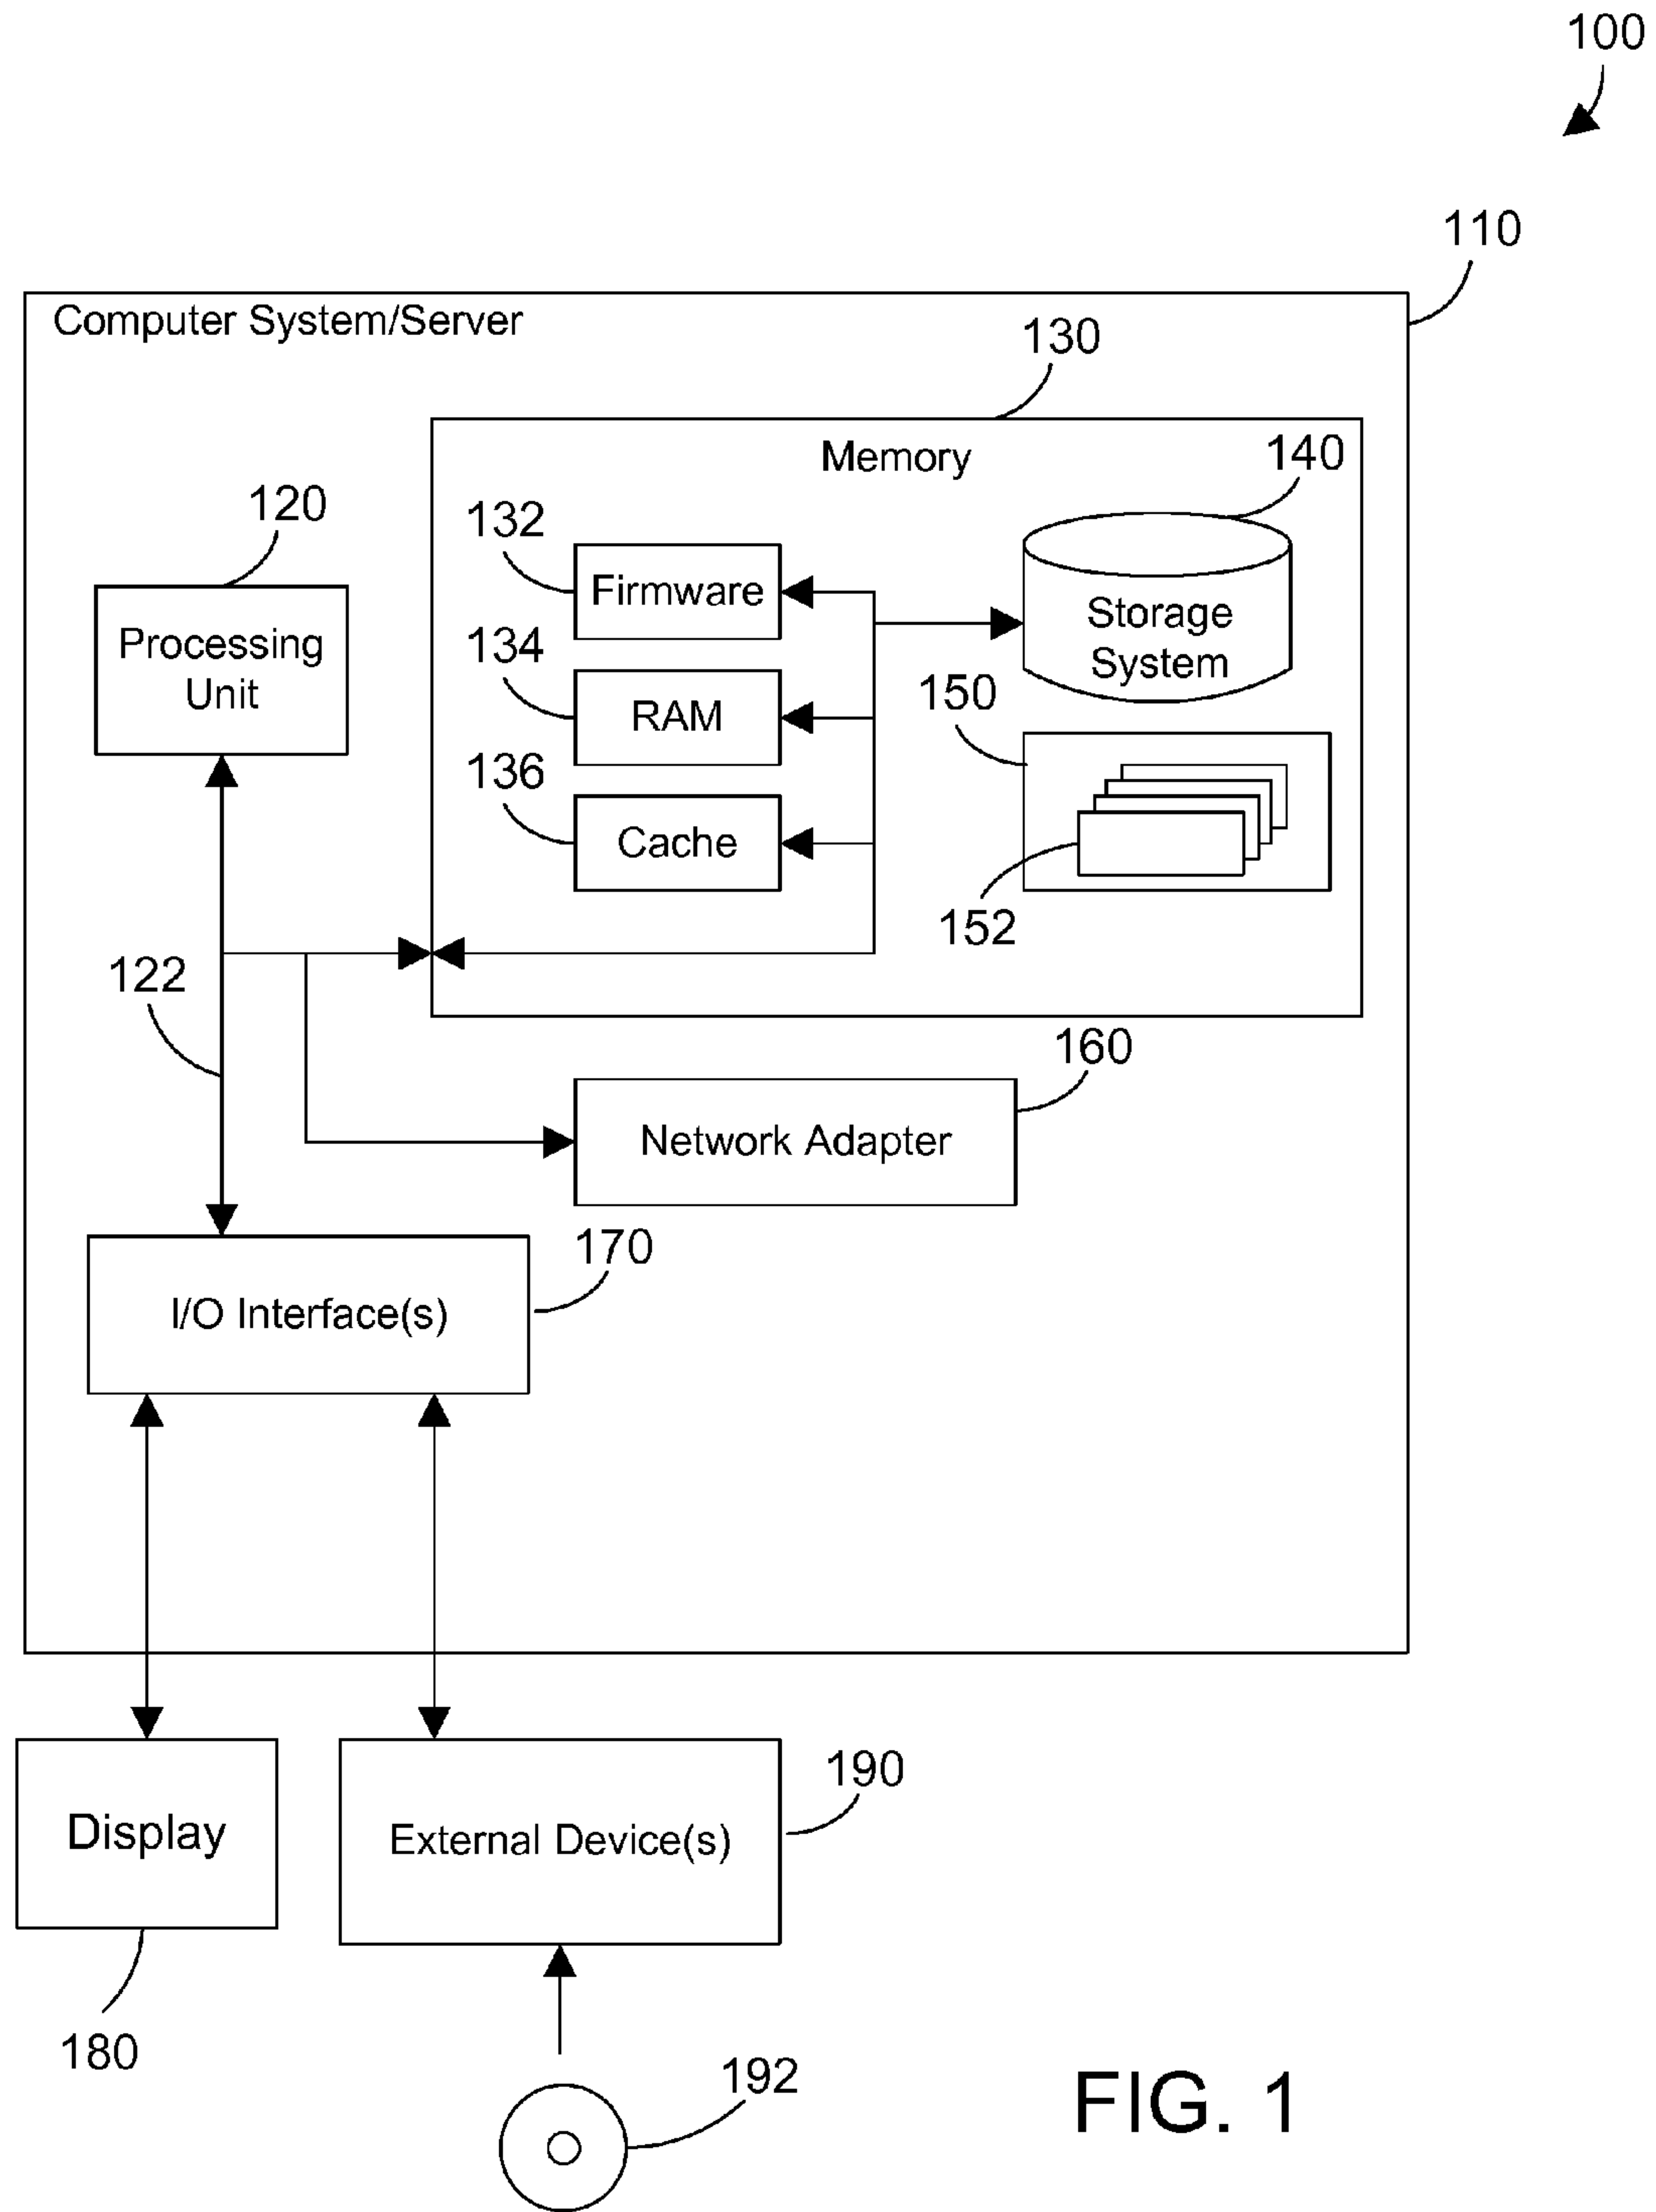 100
110
Computer System/Server
130
Memory
140
120
132
Firmware
Processing
Unit
Storage
System
134
RAM
150
136
Cache
152
122
160
Network Adapter
170
I/O Interface(s)
190
Display
External Device(s)
180
192
FIG. 1